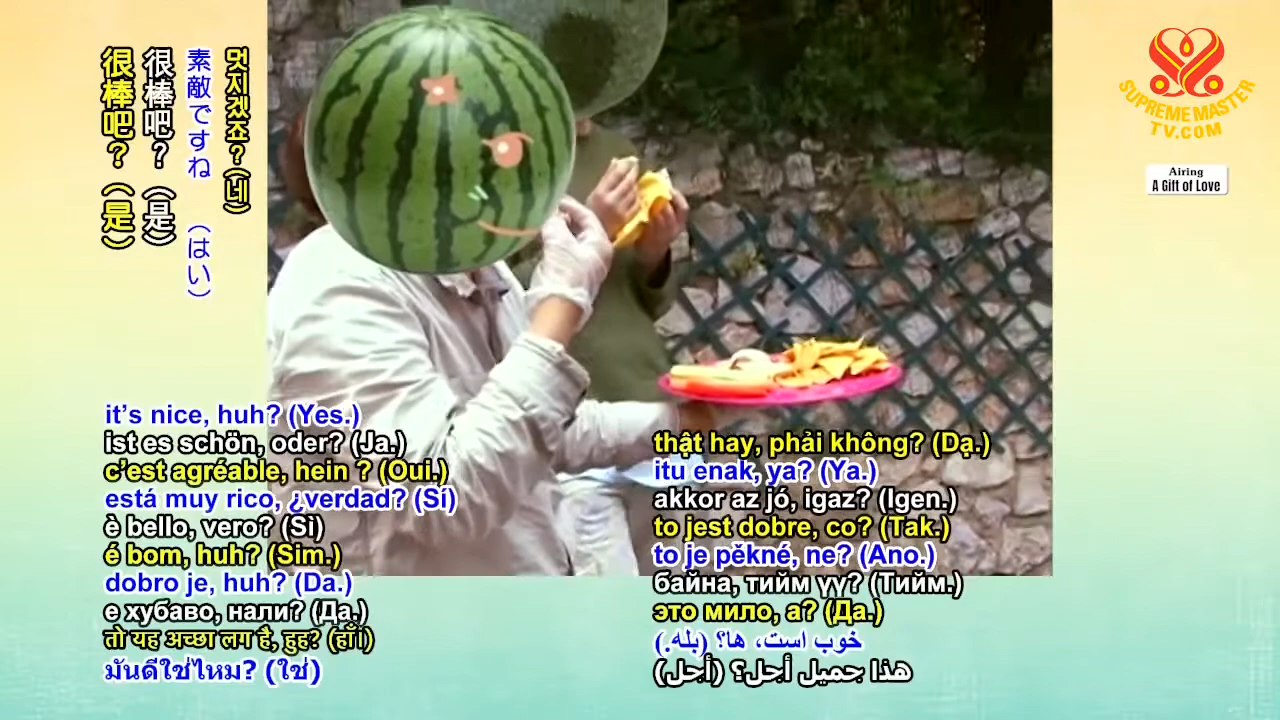 很棒吧？（是）
很棒吧？（是）
素敵ですね （はい）
멋지겠죠？（네）
it's nice, huh? (Yes.)
ist es schön, oder? (Ja.)
c'est agréable, hein ? (Oui.)
está muy rico, ¿verdad? (Sí)
è bello, vero? (Sì)
é bom, huh? (Sim.)
dobro je, huh? (Da.)
е хубаво, нали? (Да.)
तो यह अच्छा लग है, हुह? (हाँ।)
มันดีใช่ไหม? (ใช่)
thật hay, phải không? (Dạ.)
itu enak, ya? (Ya.)
akkor az jó, igaz? (Igen.)
to jest dobre, co? (Tak.)
to je pěkné, ne? (Ano.)
байна, тийм үү? (Тийм.)
это мило, а? (Да.)
خوب است، ها؟ (بله.)
هذا جميل أجل؟ (أجل)
SUPREME MASTER
TV.COM
Airing
A Gift of Love